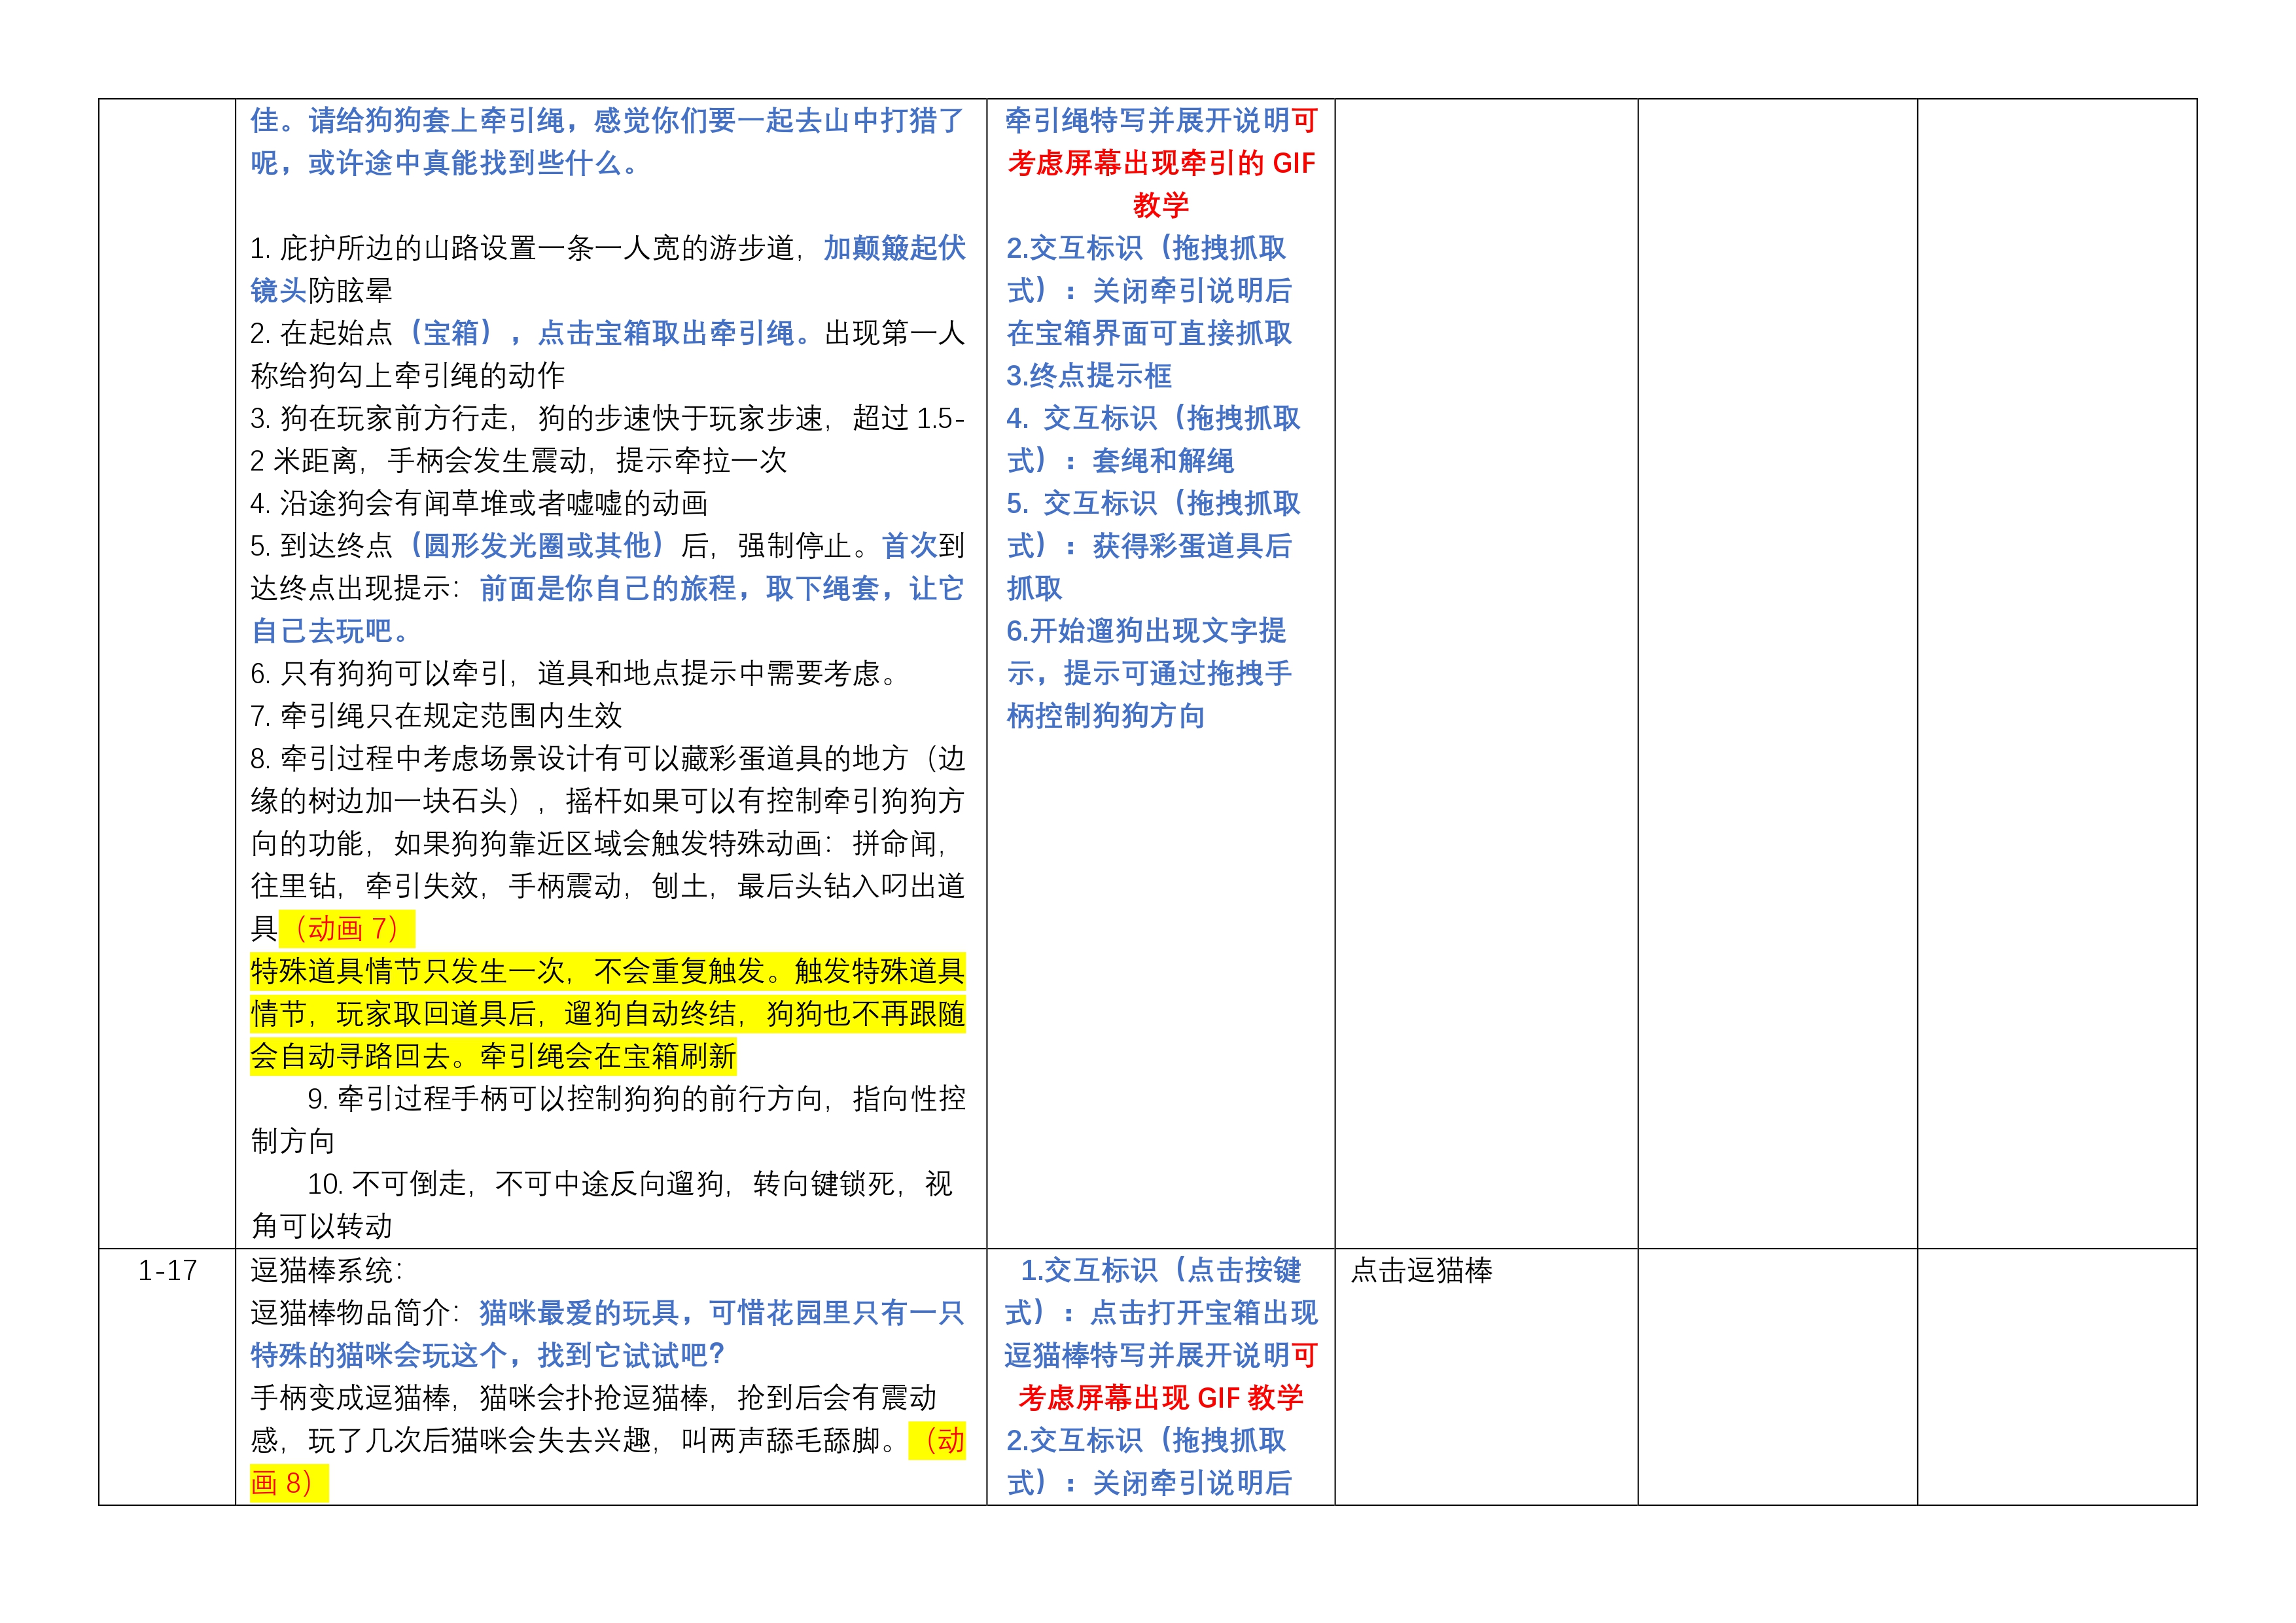 佳。请给狗狗套上牵引绳，感觉你们要一起去山中打猎了
呢，或许途中真能找到些什么。
1. 庇护所边的山路设置一条一人宽的游步道，加颠簸起伏
镜头防眩晕
2. 在起始点（宝箱），点击宝箱取出牵引绳。出现第一人
称给狗勾上牵引绳的动作
3. 狗在玩家前方行走，狗的步速快于玩家步速，超过 1.5-
2 米距离，手柄会发生震动，提示牵拉一次
4. 沿途狗会有闻草堆或者嘘嘘的动画
5. 到达终点（圆形发光圈或其他）后，强制停止。首次到
达终点出现提示：前面是你自己的旅程，取下绳套，让它
自己去玩吧。
6. 只有狗狗可以牵引，道具和地点提示中需要考虑。
7. 牵引绳只在规定范围内生效
8. 牵引过程中考虑场景设计有可以藏彩蛋道具的地方（边
缘的树边加一块石头），摇杆如果可以有控制牵引狗狗方
向的功能，如果狗狗靠近区域会触发特殊动画：拼命闻，
往里钻，牵引失效，手柄震动，刨土，最后头钻入叼出道
具（动画 7）
特殊道具情节只发生一次，不会重复触发。触发特殊道具
情节，玩家取回道具后，遛狗自动终结，狗狗也不再跟随
会自动寻路回去。牵引绳会在宝箱刷新
9. 牵引过程手柄可以控制狗狗的前行方向，指向性控
制方向
10. 不可倒走，不可中途反向遛狗，转向键锁死，视
角可以转动
牵引绳特写并展开说明可
考虑屏幕出现牵引的 GIF
教学
2.交互标识（拖拽抓取
式）：关闭牵引说明后
在宝箱界面可直接抓取
3.终点提示框
4. 交互标识（拖拽抓取
式）：套绳和解绳
5. 交互标识（拖拽抓取
式）：获得彩蛋道具后
抓取
6.开始遛狗出现文字提
示，提示可通过拖拽手
柄控制狗狗方向
1-17
逗猫棒系统：
逗猫棒物品简介：猫咪最爱的玩具，可惜花园里只有一只
特殊的猫咪会玩这个，找到它试试吧？
手柄变成逗猫棒，猫咪会扑抢逗猫棒，抢到后会有震动
感，玩了几次后猫咪会失去兴趣，叫两声舔毛舔脚。（动
画 8）
1.交互标识（点击按键
式）：点击打开宝箱出现
逗猫棒特写并展开说明可
考虑屏幕出现 GIF 教学
2.交互标识（拖拽抓取
式）：关闭牵引说明后
点击逗猫棒